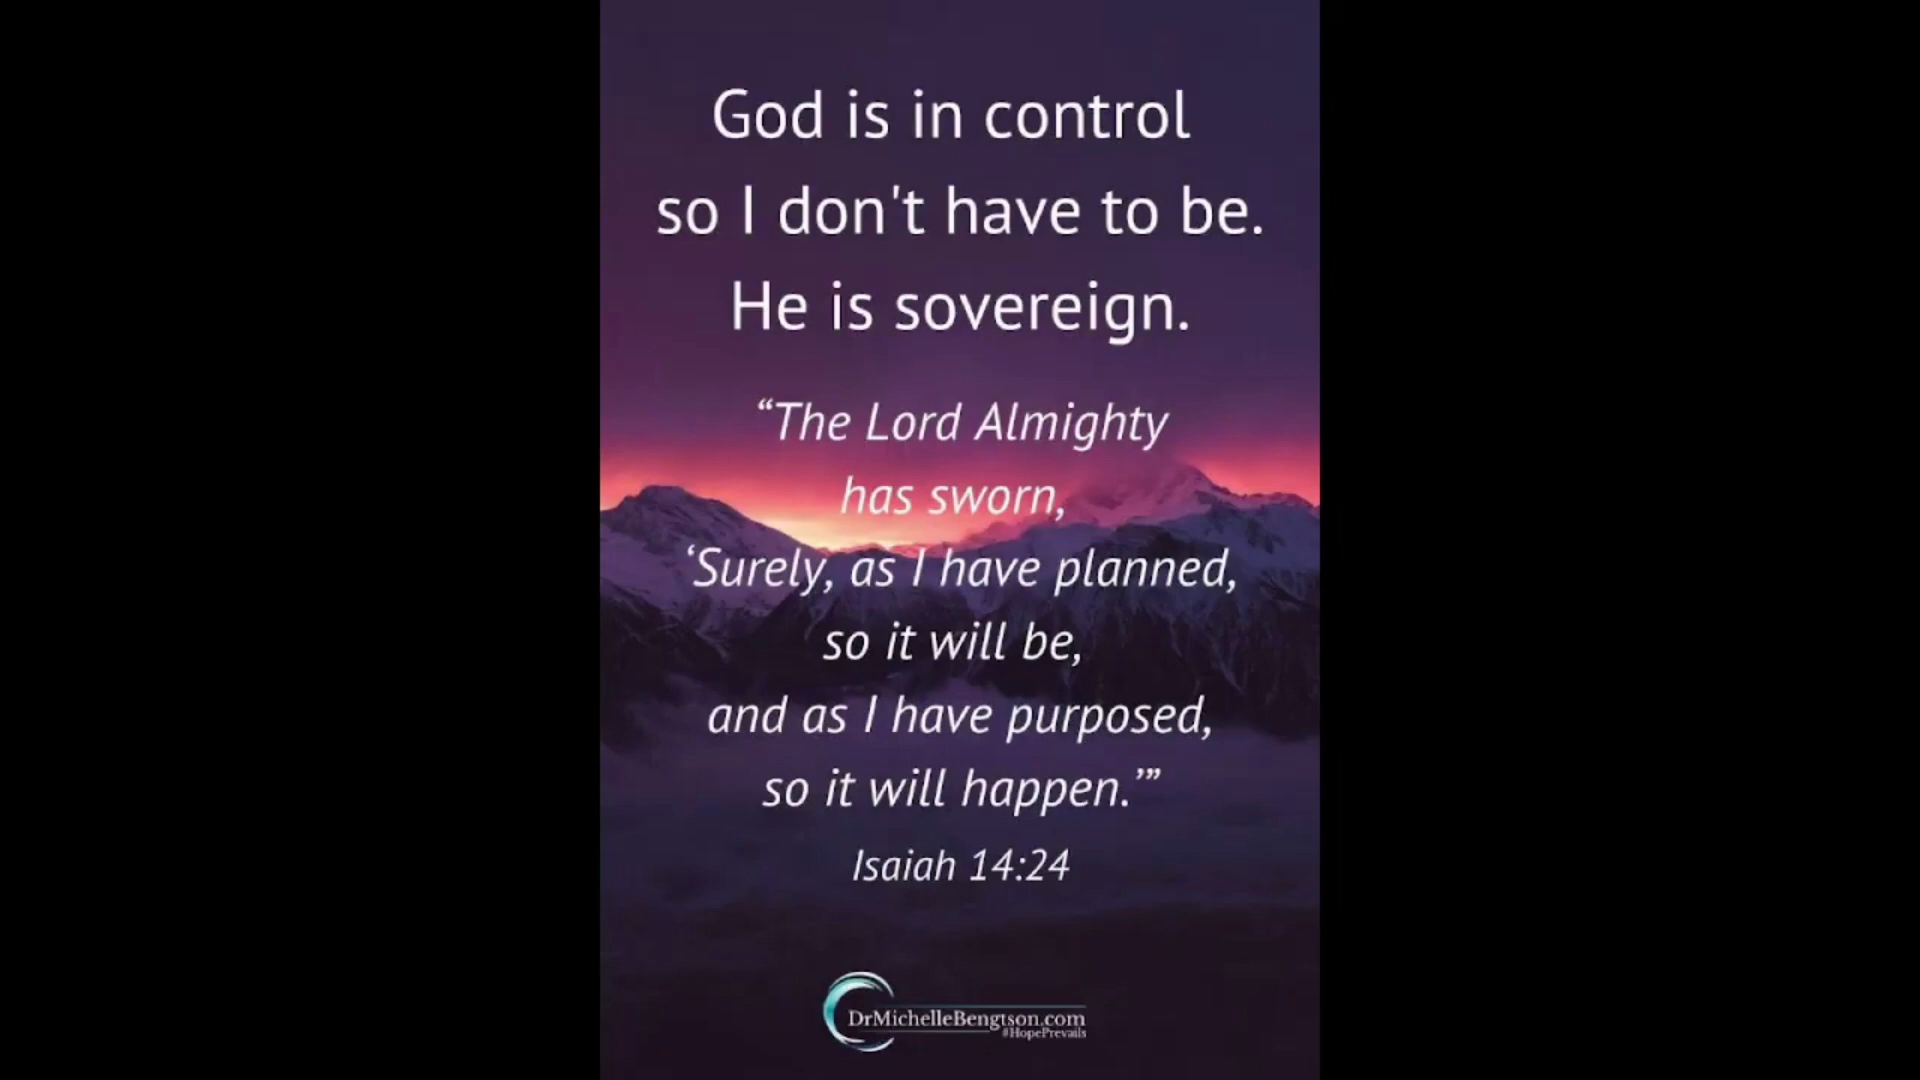 God is in control
so I don't have to be.
He is sovereign.
“The Lord Almighty
has sworn,
‘Surely, as I have planned,
so it will be,
and as I have purposed,
so it will happen.’”
Isaiah 14:24
DrMichelleBengtson.com
#HopePrevails